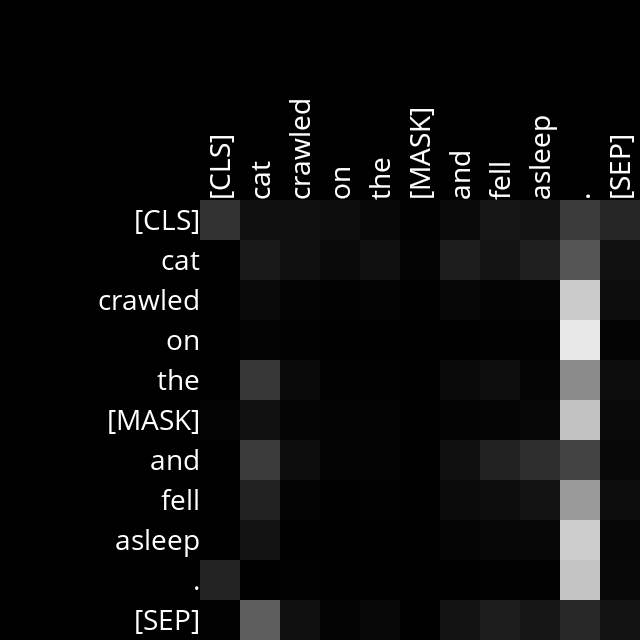 [CLS] cat crawled on the [MASK] and fell asleep . [SEP]
[CLS]
cat
crawled
on
the
[MASK]
and
fell
asleep
.
[SEP]